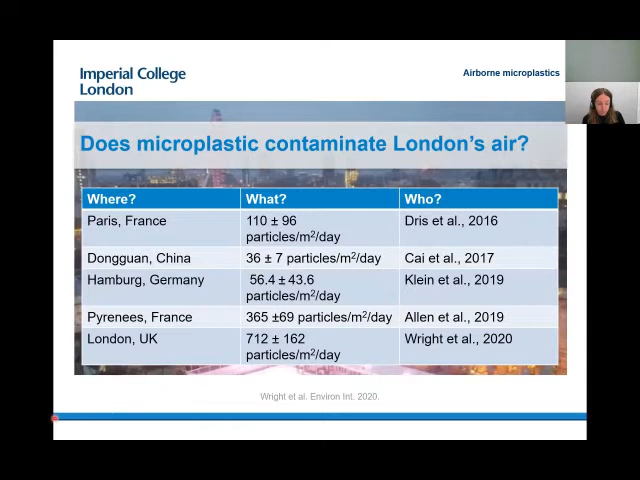 Imperial College
London
Airborne microplastics
Does microplastic contaminate London's air?
Where? What? Who?
Paris, France 110 ± 96 Dris et al., 2016
particles/m²/day
Dongguan, China 36 ± 7 particles/m²/day Cai et al., 2017
Hamburg, Germany 56.4 ± 43.6 Klein et al., 2019
particles/m²/day
Pyrenees, France 365 ±69 particles/m²/day Allen et al., 2019
London, UK 712 ± 162 Wright et al., 2020
particles/m²/day
Wright et al. Environ Int. 2020.